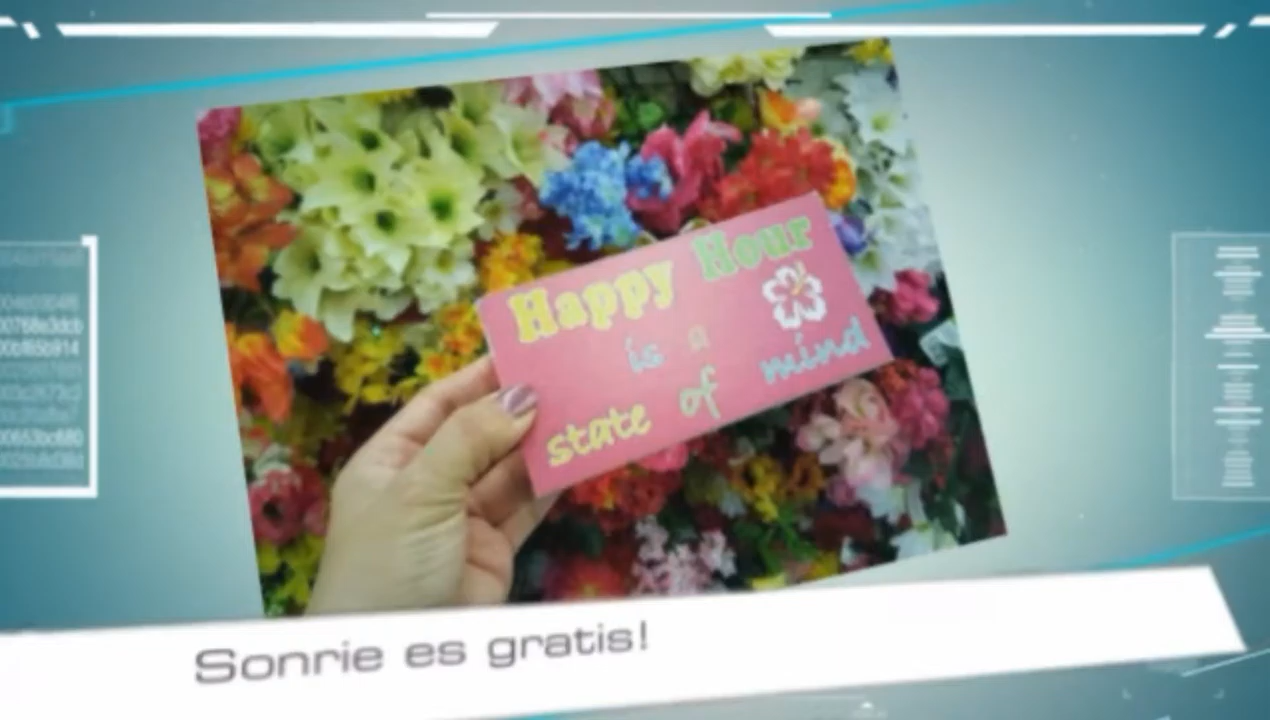 Happy Hour
is a
state of mind
Sonrie es gratis!